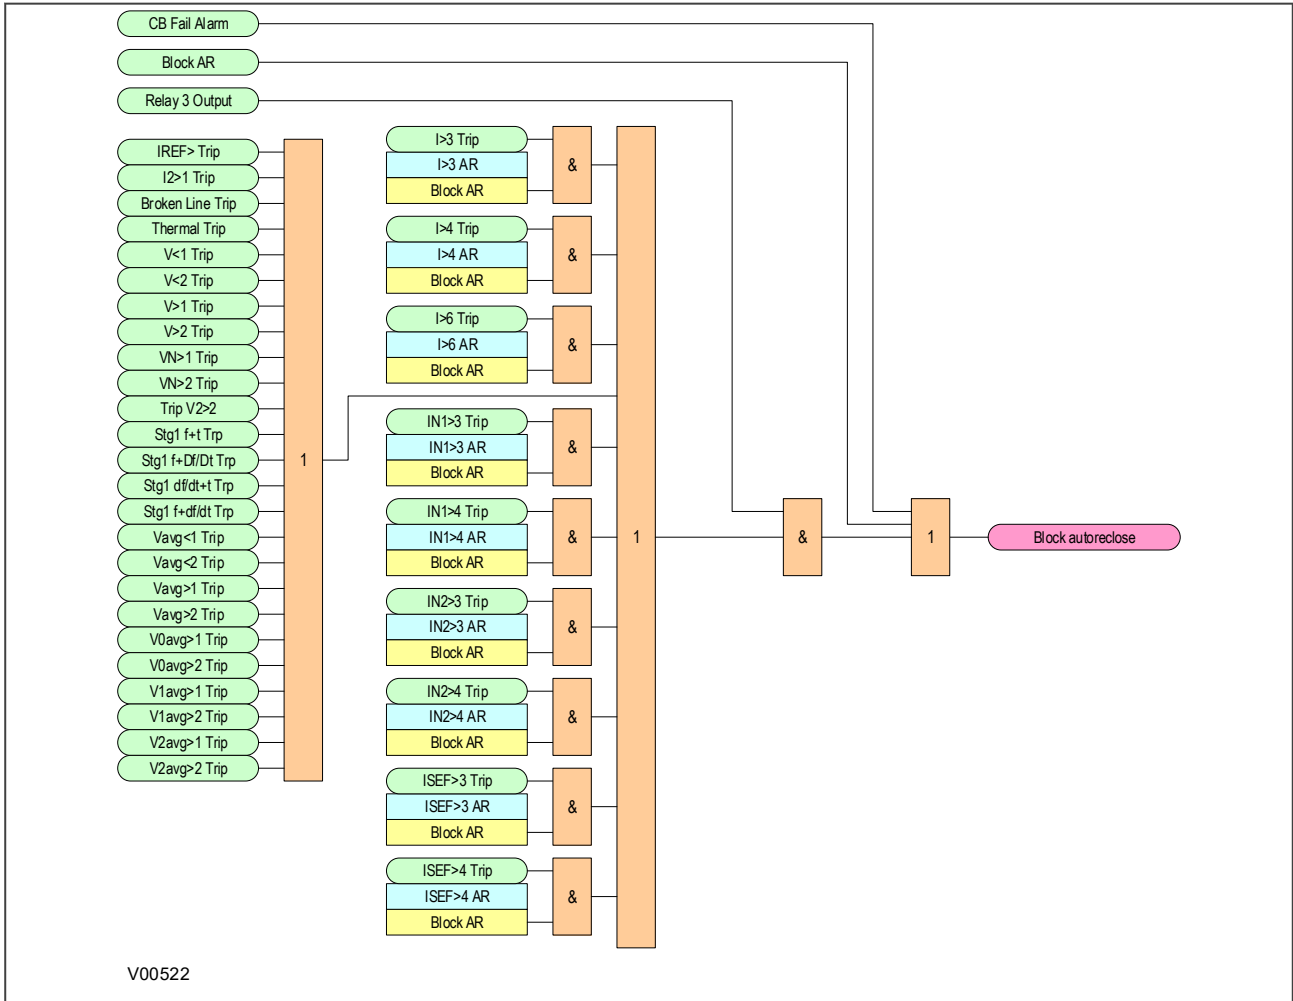 CB Fail Alarm
Block AR
Relay 3 Output
IREF> Trip
I2>1 Trip
Broken Line Trip
Thermal Trip
V<1 Trip
V<2 Trip
V>1 Trip
V>2 Trip
VN>1 Trip
VN>2 Trip
Trip V2>2
Stg1 f+t Trp
Stg1 f+Df/Dt Trp
Stg1 df/dt+t Trp
Stg1 f+df/dt Trp
Vavg<1 Trip
Vavg<2 Trip
Vavg>1 Trip
Vavg>2 Trip
V0avg>1 Trip
V0avg>2 Trip
V1avg>1 Trip
V1avg>2 Trip
V2avg>1 Trip
V2avg>2 Trip
1
I>3 Trip
I>3 AR
Block AR
&
I>4 Trip
I>4 AR
Block AR
&
I>6 Trip
I>6 AR
Block AR
&
IN1>3 Trip
IN1>3 AR
Block AR
&
IN1>4 Trip
IN1>4 AR
Block AR
&
IN2>3 Trip
IN2>3 AR
Block AR
&
IN2>4 Trip
IN2>4 AR
Block AR
&
ISEF>3 Trip
ISEF>3 AR
Block AR
&
ISEF>4 Trip
ISEF>4 AR
Block AR
&
1
&
1
Block autoreclose
V00522